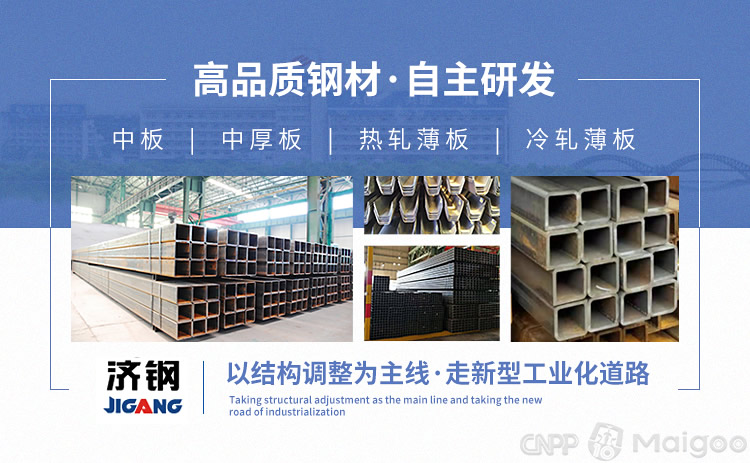 高品质钢材·自主研发
中板 | 中厚板 | 热轧薄板 | 冷轧薄板
济钢
JIGANG
以结构调整为主线·走新型工业化道路
Taking structural adjustment as the main line and taking the new
road of industrialization
CNPP Maigoo